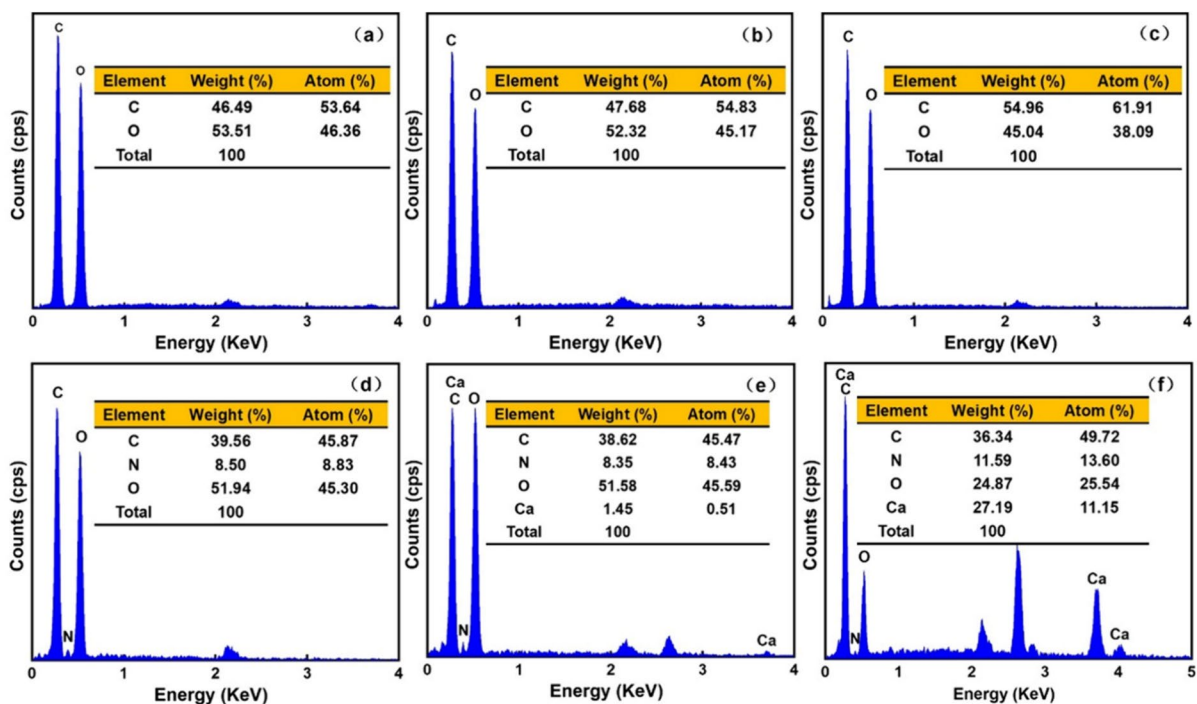 Counts (cps)
C
O
(a)
Element Weight (%) Atom (%)
C 46.49 53.64
O 53.51 46.36
Total 100
0 1 2 3 4
Energy (KeV)
Counts (cps)
C
O
(b)
Element Weight (%) Atom (%)
C 47.68 54.83
O 52.32 45.17
Total 100
0 1 2 3 4
Energy (KeV)
Counts (cps)
C
O
(c)
Element Weight (%) Atom (%)
C 54.96 61.91
O 45.04 38.09
Total 100
0 1 2 3 4
Energy (KeV)
Counts (cps)
C
O
N
(d)
Element Weight (%) Atom (%)
C 39.56 45.87
N 8.50 8.83
O 51.94 45.30
Total 100
0 1 2 3 4
Energy (KeV)
Counts (cps)
Ca
C
O
N
Ca
(e)
Element Weight (%) Atom (%)
C 38.62 45.47
N 8.35 8.43
O 51.58 45.59
Ca 1.45 0.51
Total 100
0 1 2 3 4
Energy (KeV)
Counts (cps)
Ca
C
O
N
Ca
Ca
(f)
Element Weight (%) Atom (%)
C 36.34 49.72
N 11.59 13.60
O 24.87 25.54
Ca 27.19 11.15
Total 100
0 1 2 3 4 5
Energy (KeV)